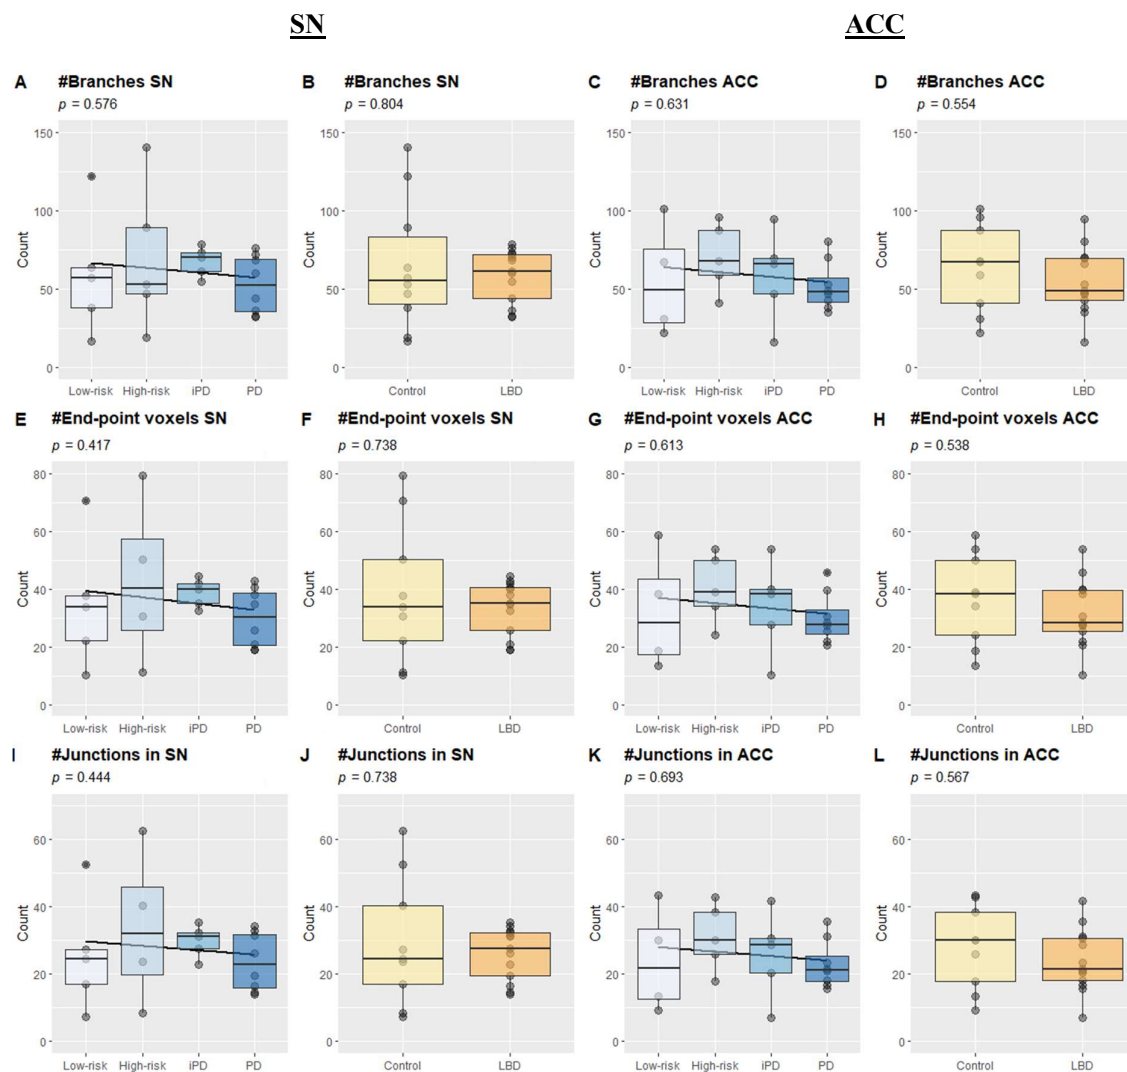 SN ACC
A #Branches SN B #Branches SN C #Branches ACC D #Branches ACC
p = 0.576 p = 0.804 p = 0.631 p = 0.554
150 150 150 150
100 100 100 100
Count Count Count Count
50 50 50 50
0 0 0 0
Low-risk High-risk iPD PD Control LBD Low-risk High-risk iPD PD Control LBD
E #End-point voxels SN F #End-point voxels SN G #End-point voxels ACC H #End-point voxels ACC
p = 0.417 p = 0.738 p = 0.613 p = 0.538
80 80 80 80
60 60 60 60
Count Count Count Count
40 40 40 40
20 20 20 20
0 0 0 0
Low-risk High-risk iPD PD Control LBD Low-risk High-risk iPD PD Control LBD
I #Junctions in SN J #Junctions in SN K #Junctions in ACC L #Junctions in ACC
p = 0.444 p = 0.738 p = 0.693 p = 0.567
60 60 60 60
40 40 40 40
Count Count Count Count
20 20 20 20
0 0 0 0
Low-risk High-risk iPD PD Control LBD Low-risk High-risk iPD PD Control LBD